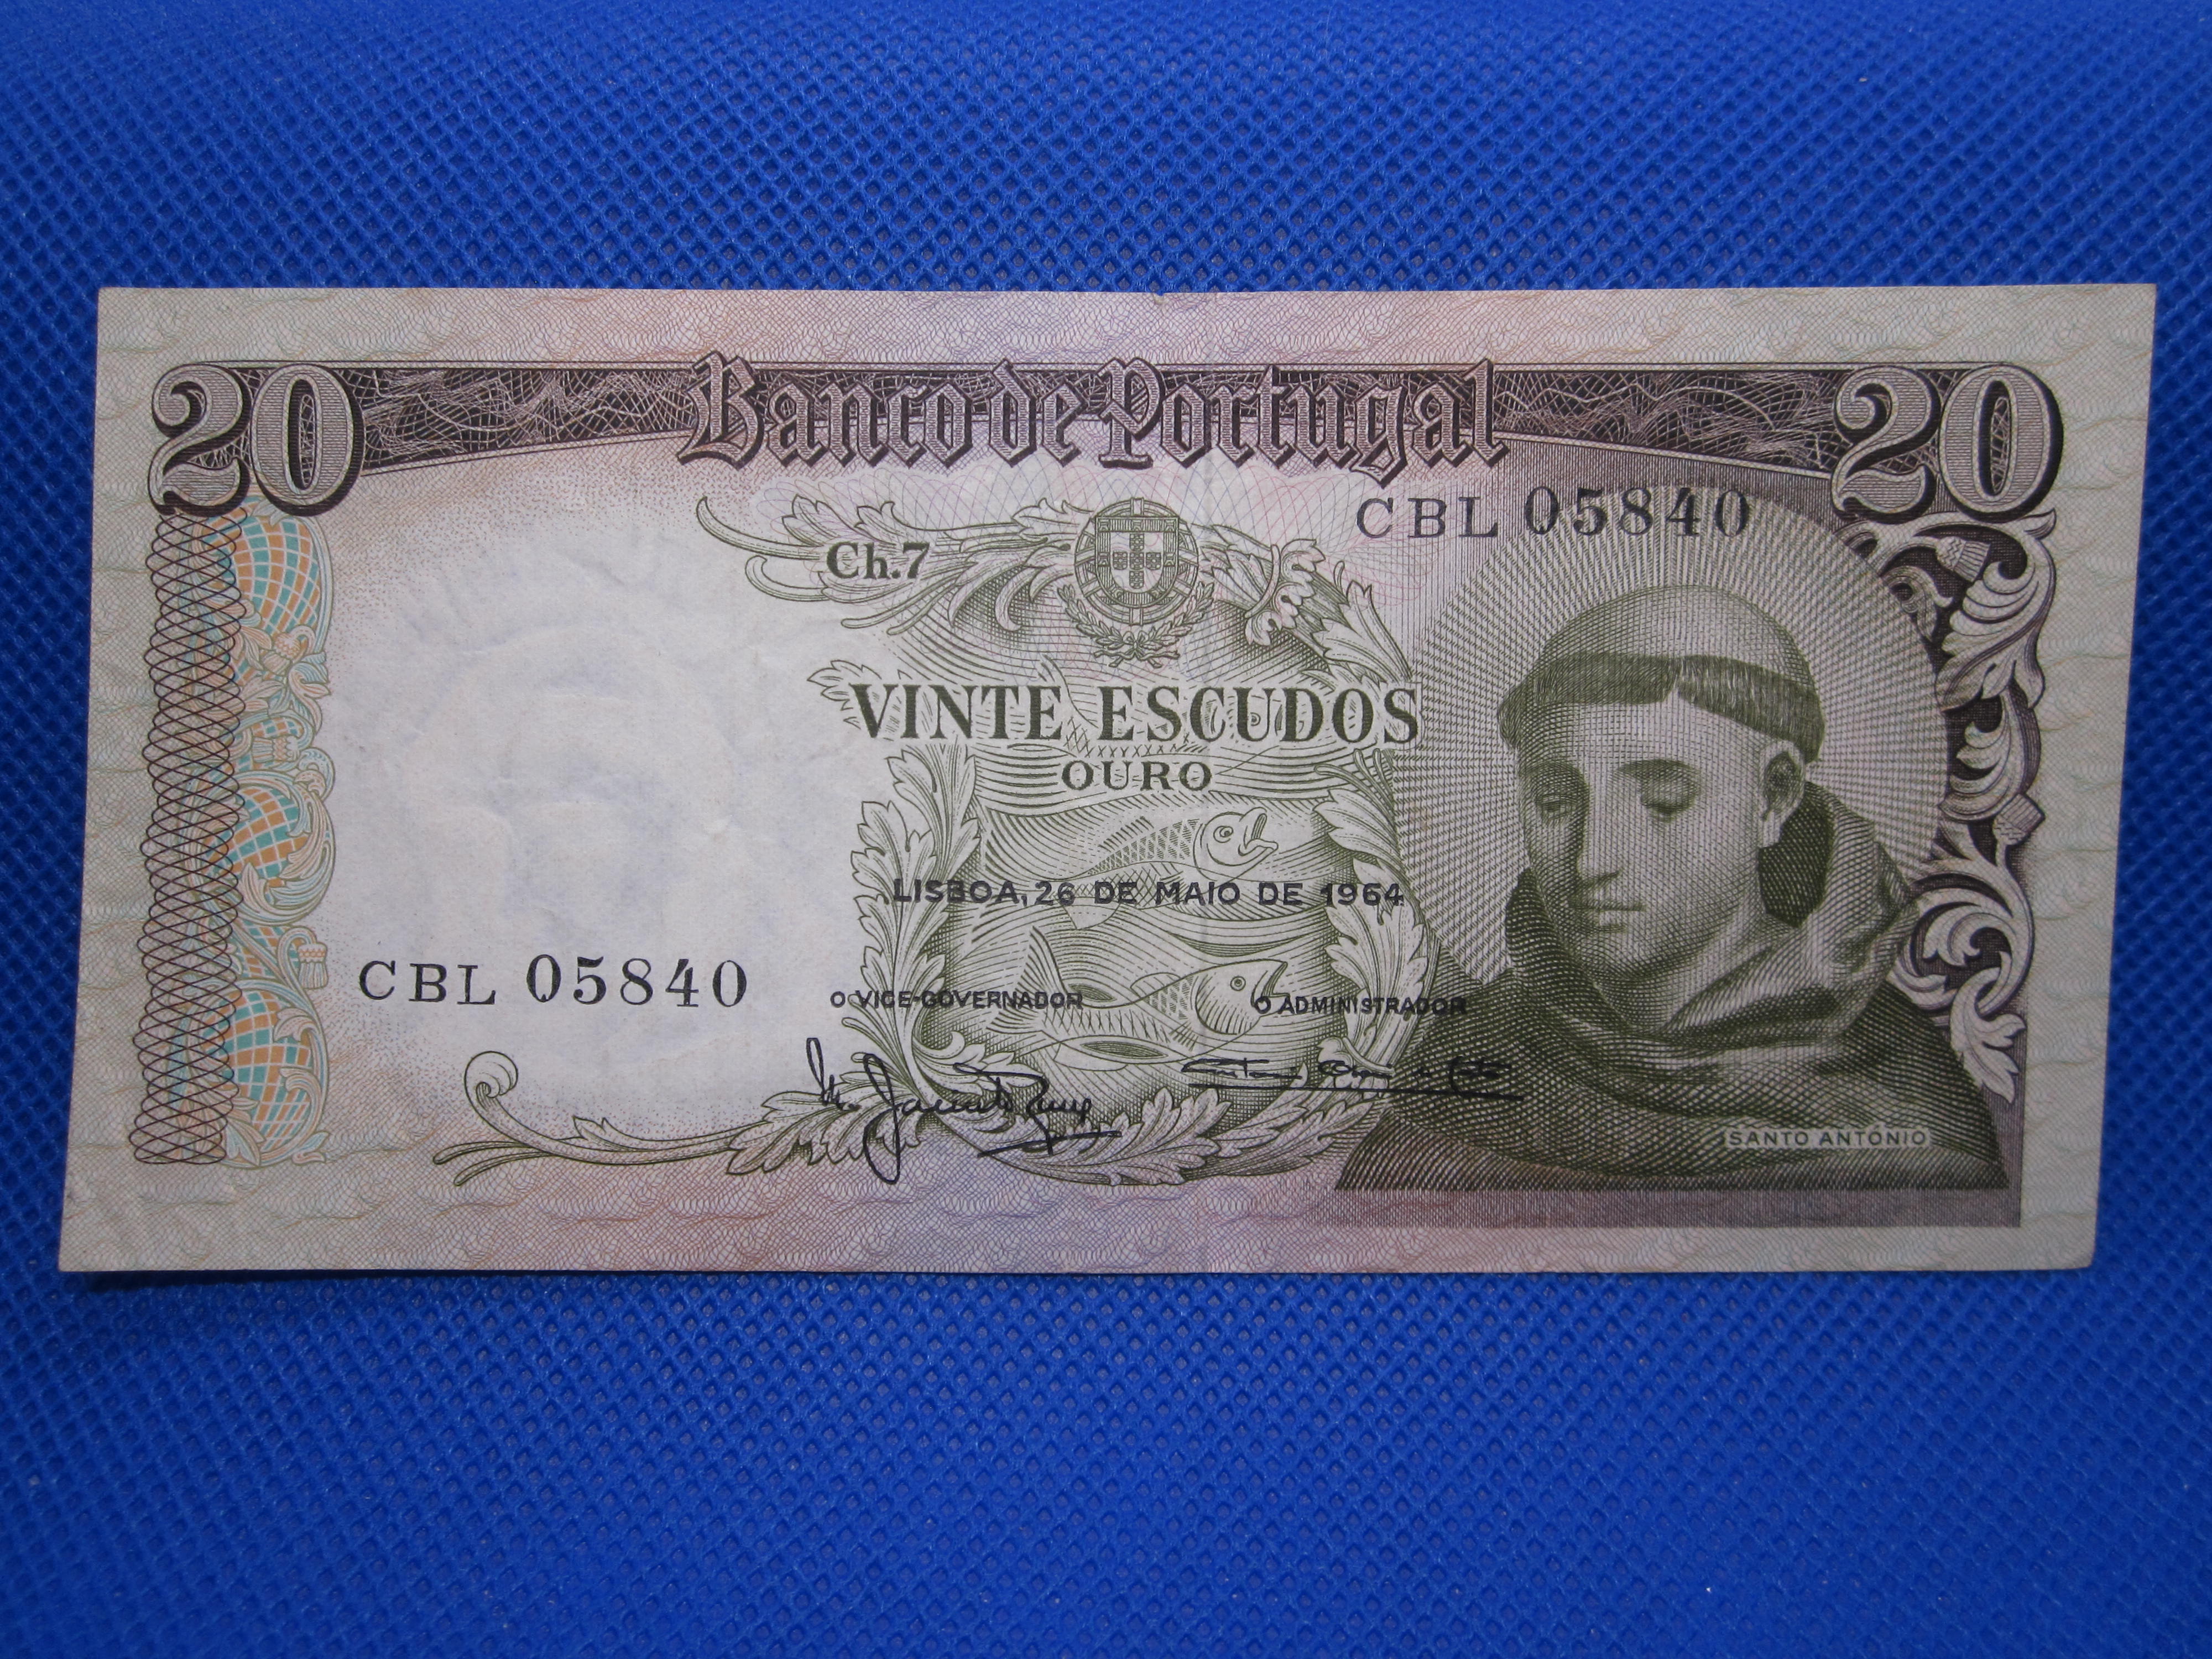 20 Banco de Portugal 20
CBL 05840
Ch.7
VINTE ESCUDOS
OURO
LISBOA, 26 DE MAIO DE 1964
CBL 05840
O VICE-GOVERNADOR O ADMINISTRADOR
SANTO ANTÓNIO